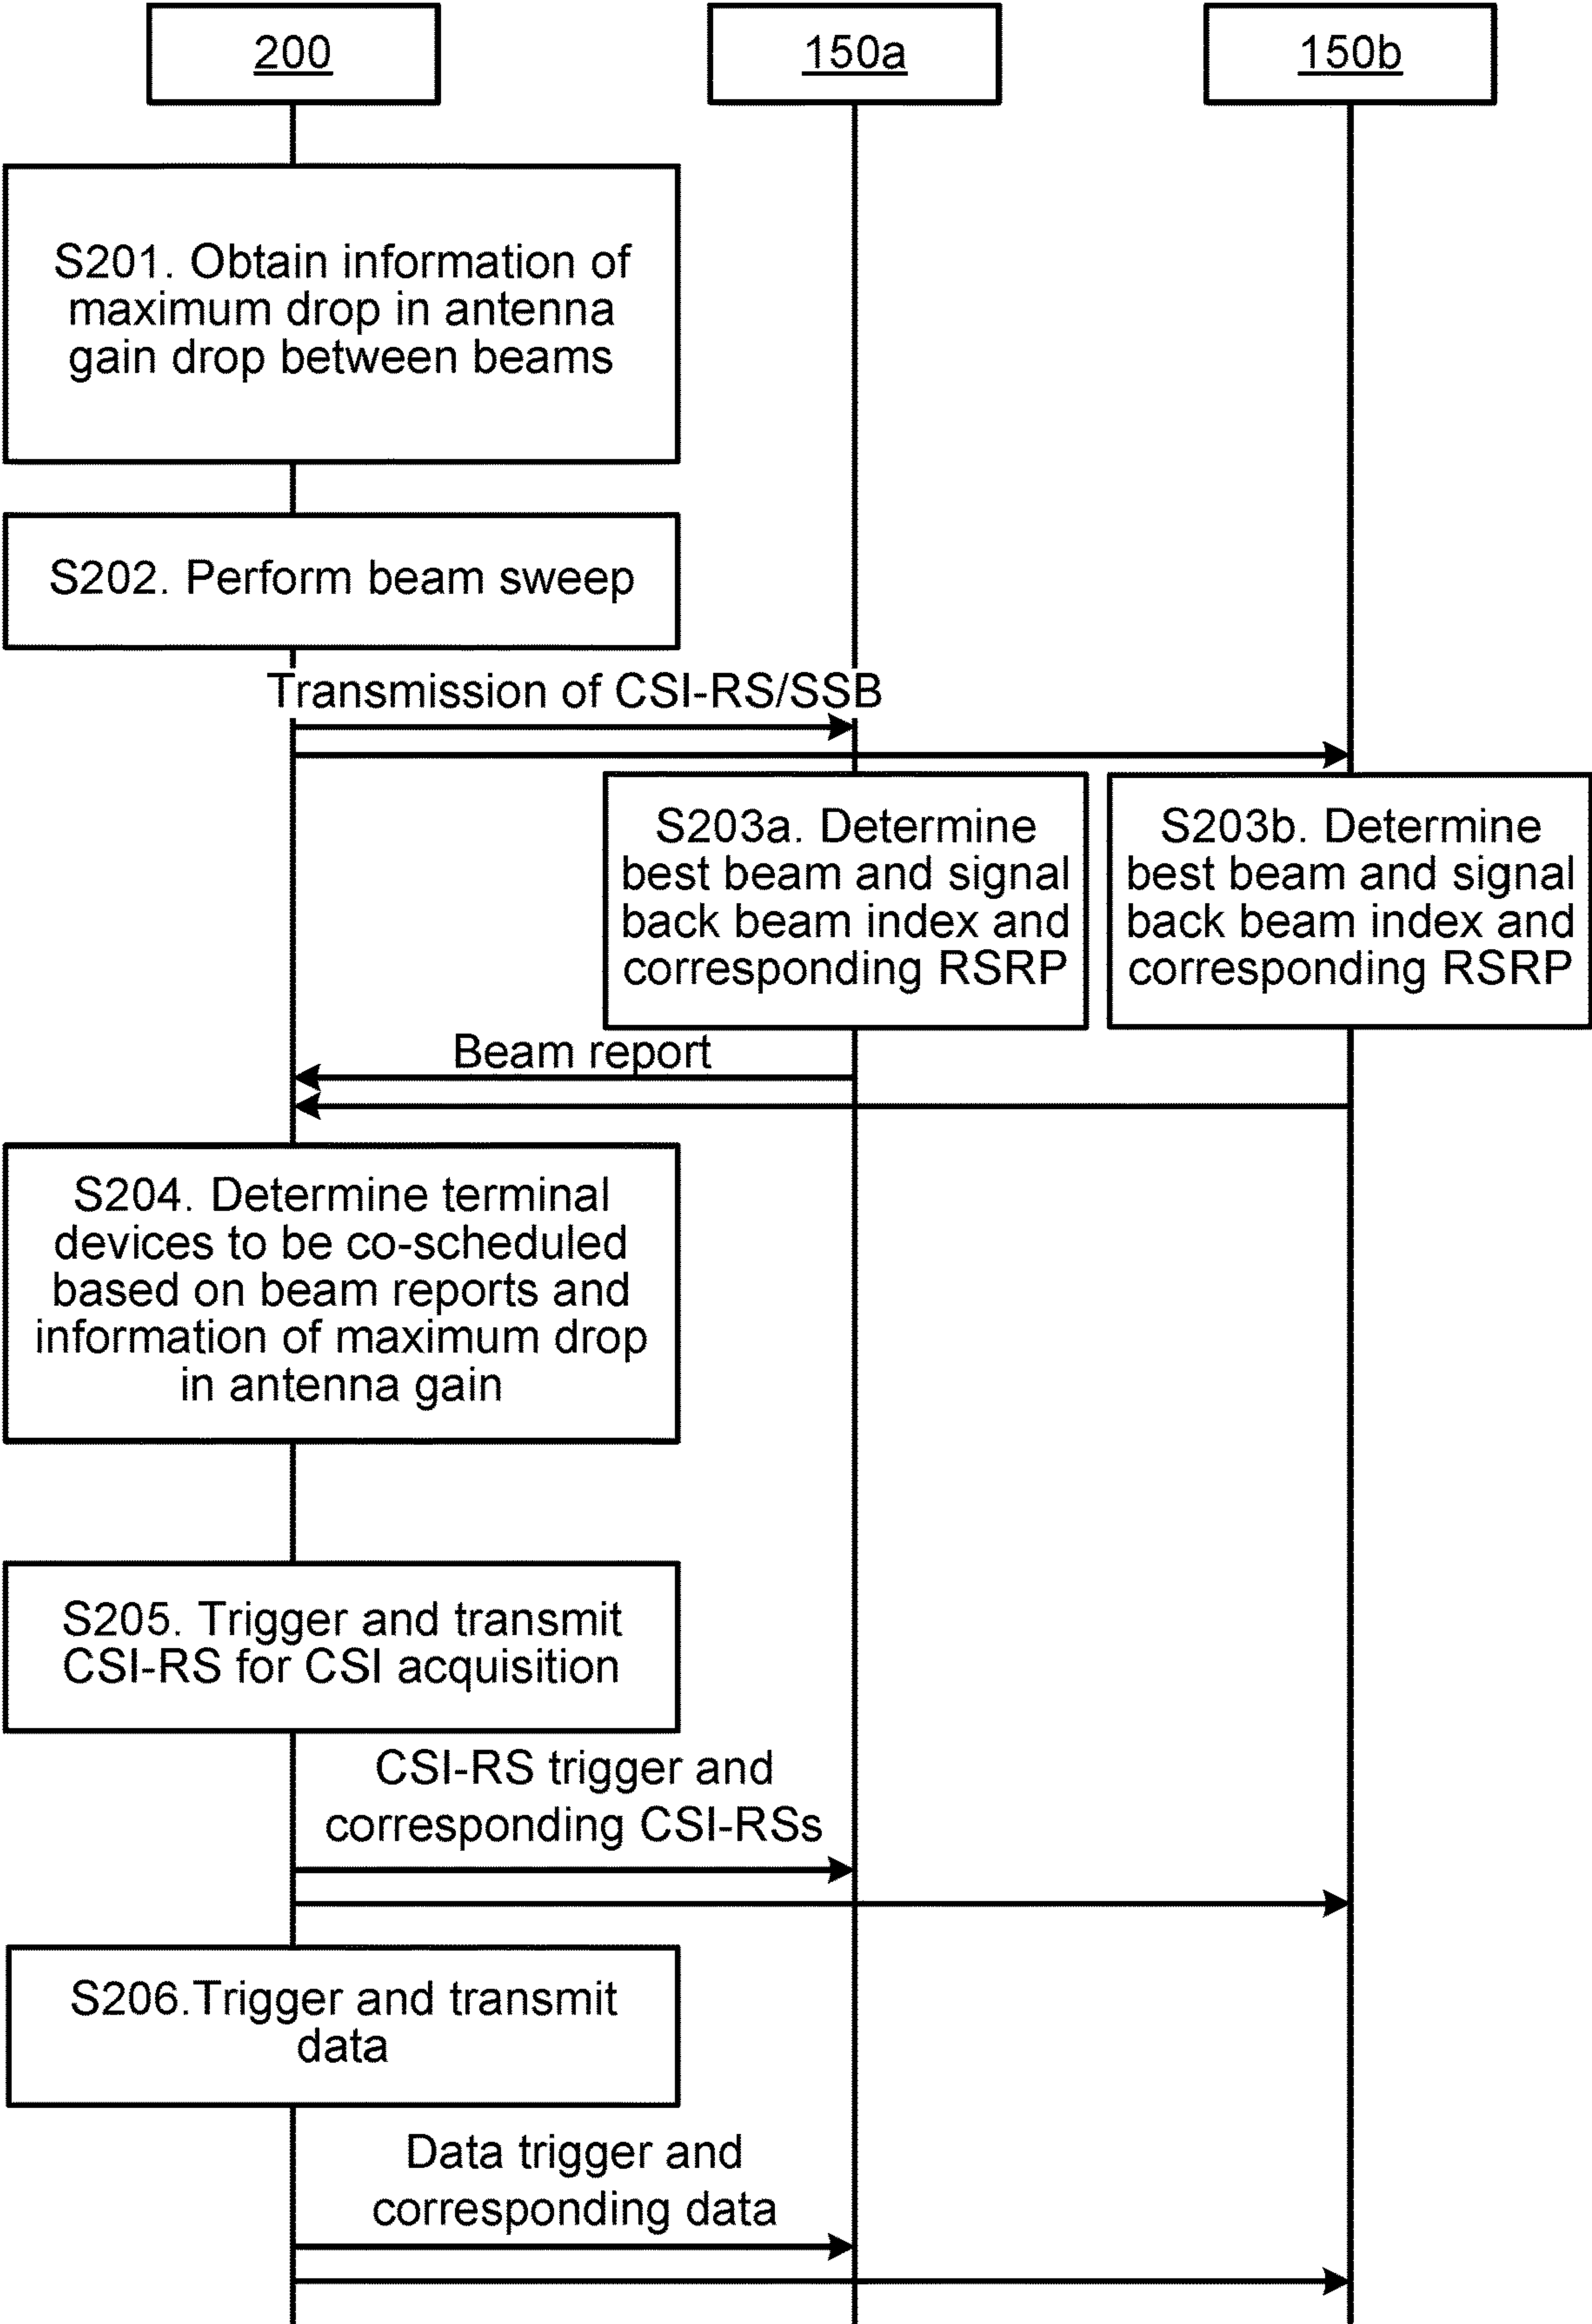 200
150a
150b
S201. Obtain information of
maximum drop in antenna
gain drop between beams
S202. Perform beam sweep
Transmission of CSI-RS/SSB
S203a. Determine
best beam and signal
back beam index and
corresponding RSRP
S203b. Determine
best beam and signal
back beam index and
corresponding RSRP
Beam report
S204. Determine terminal
devices to be co-scheduled
based on beam reports and
information of maximum drop
in antenna gain
S205. Trigger and transmit
CSI-RS for CSI acquisition
CSI-RS trigger and
corresponding CSI-RSs
S206.Trigger and transmit
data
Data trigger and
corresponding data